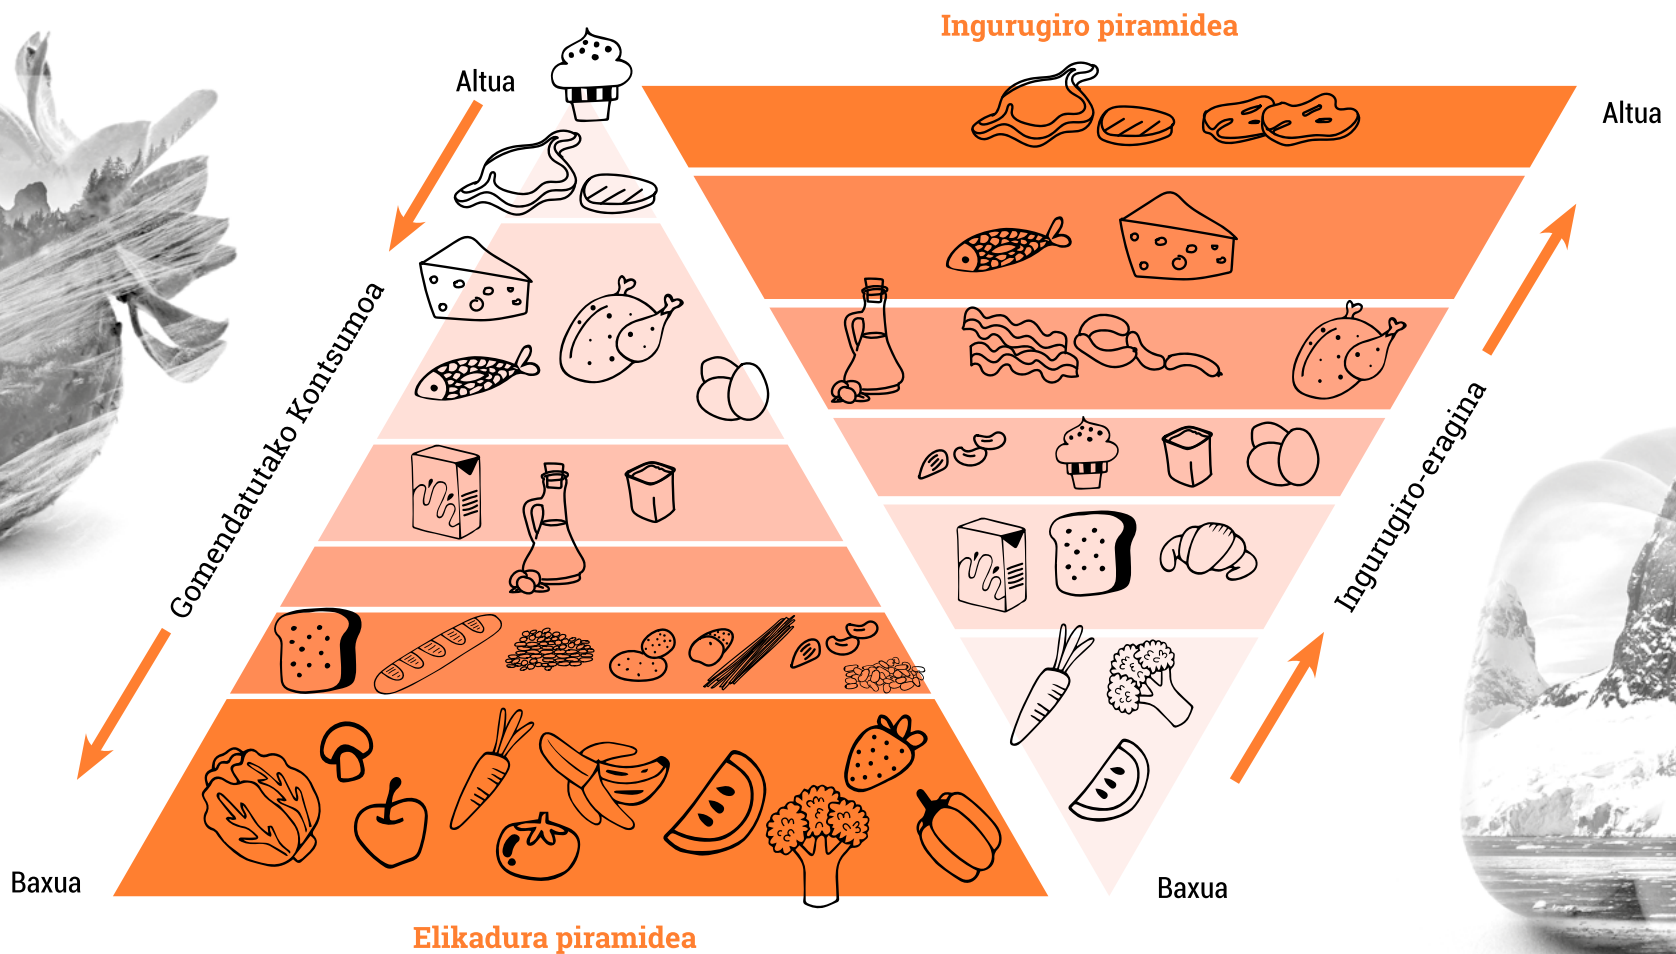 Ingurugiro piramidea
Altua
Altua
Gomendatutako Kontsumoa
Ingurugiro-eragina
Baxua
Baxua
Elikadura piramidea